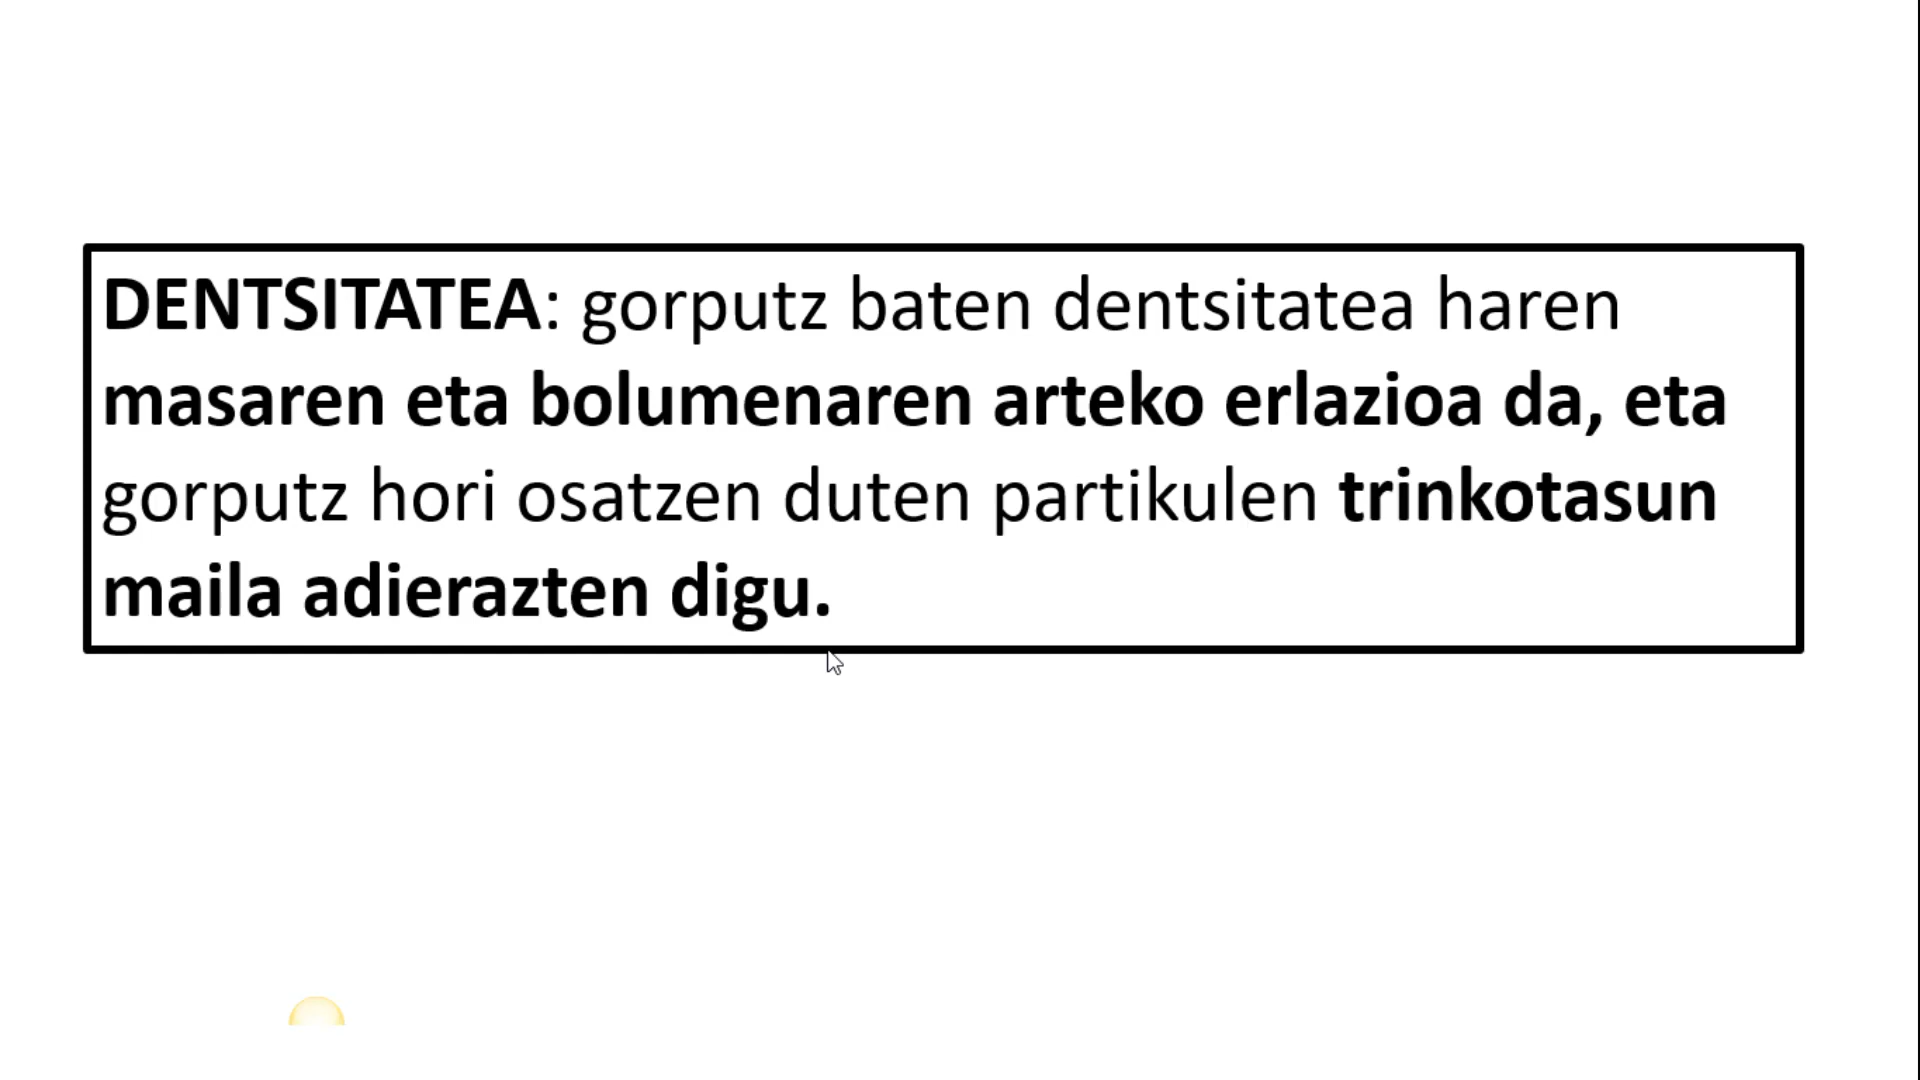 DENTSITATEA: gorputz baten dentsitatea haren
masaren eta bolumenaren arteko erlazioa da, eta
gorputz hori osatzen duten partikulen trinkotasun
maila adierazten digu.